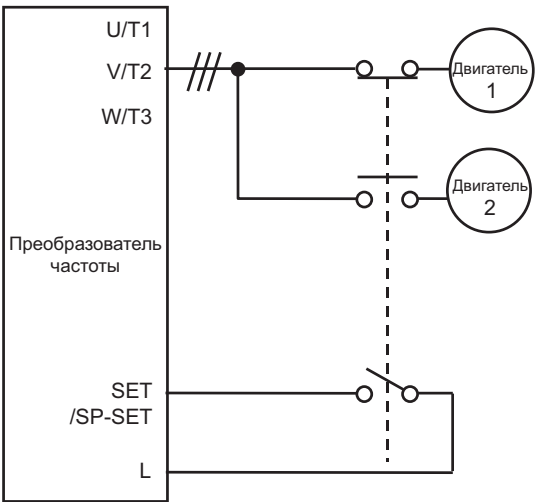 U/T1
V/T2
W/T3
Двигатель
1
Двигатель
2
Преобразователь
частоты
SET
/SP-SET
L